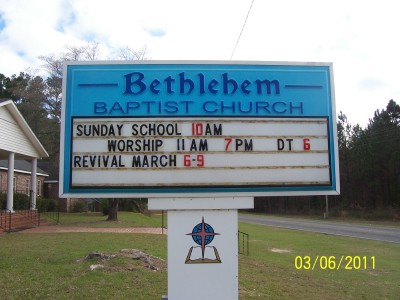 Bethlehem
BAPTIST CHURCH
SUNDAY SCHOOL 10AM
WORSHIP 11AM 7PM DT 6
REVIVAL MARCH 6-9
03/06/2011